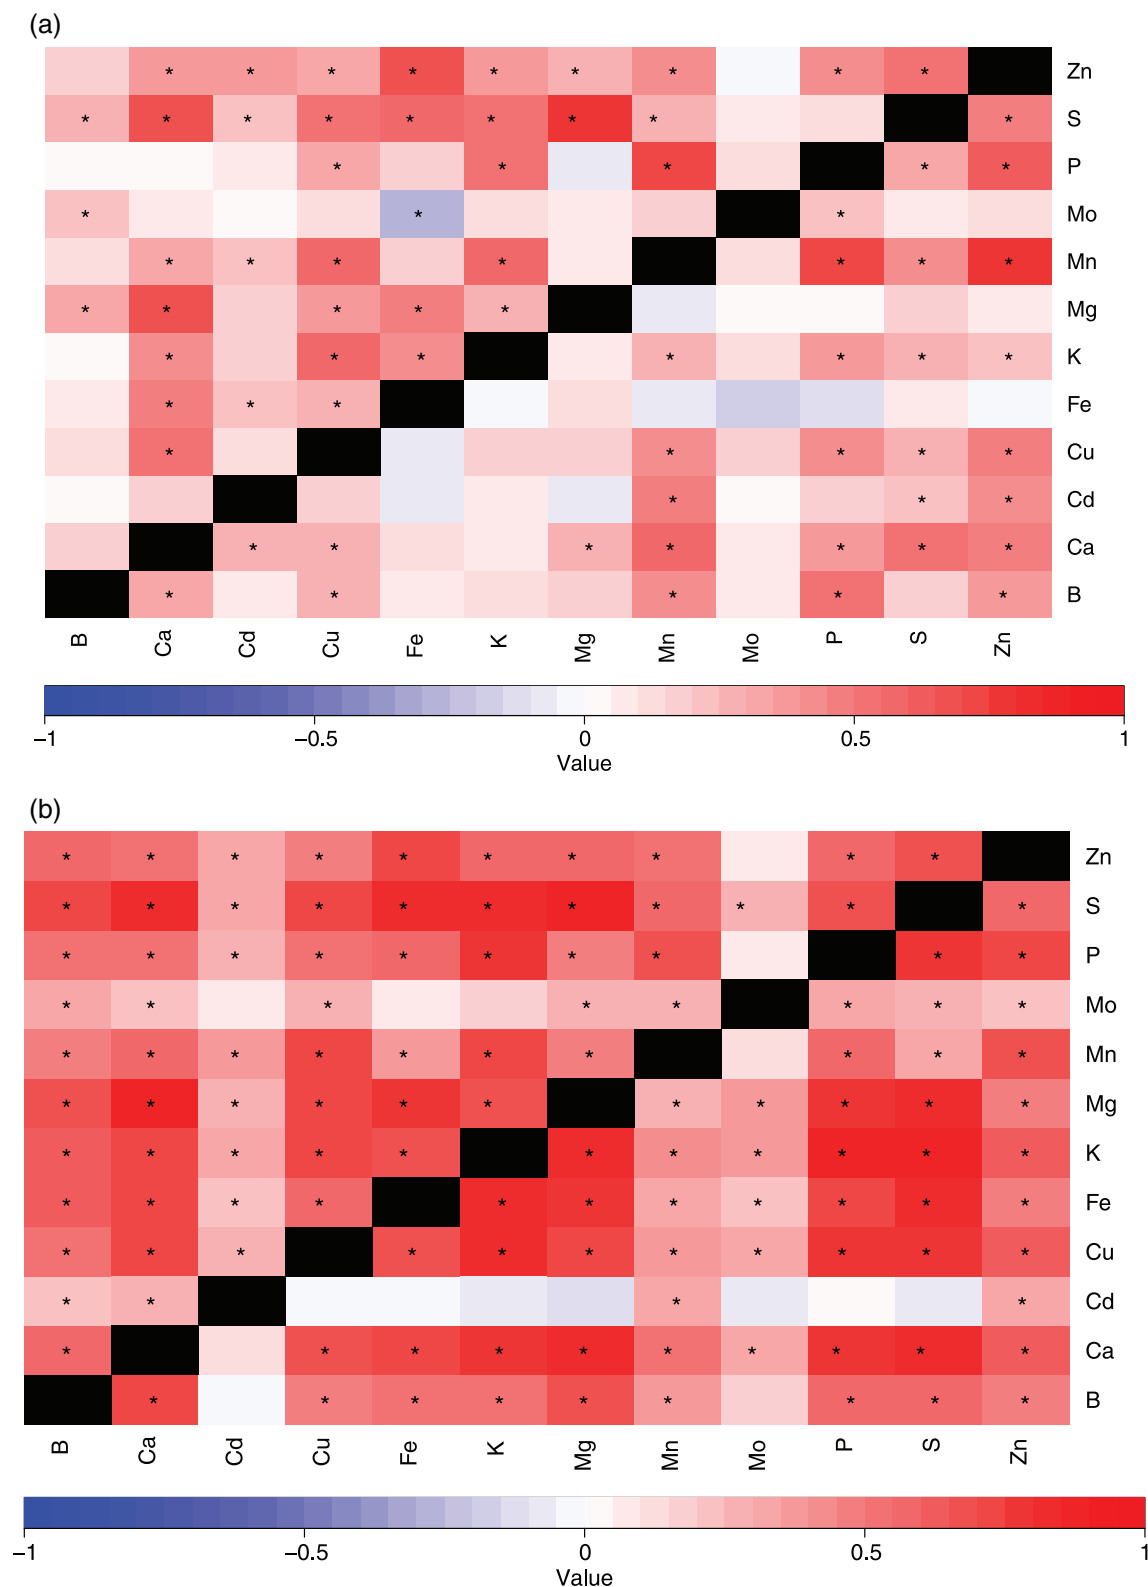 (a)
* * * * * * * * * Zn
* * * * * * * * * S
* * * * * P
* * * Mo
* * * * * * * Mn
* * * * * Mg
* * * * * * * K
* * * Fe
* * * * * Cu
* * * Cd
* * * * * * * Ca
* * * * * B
B Ca Cd Cu Fe K Mg Mn Mo P S Zn
−1 −0.5 0 0.5 1
Value
(b)
* * * * * * * * * * Zn
* * * * * * * * * * * S
* * * * * * * * * * P
* * * * * * * * Mo
* * * * * * * * * * Mn
* * * * * * * * * * * Mg
* * * * * * * * * * * K
* * * * * * * * * * * Fe
* * * * * * * * * * * Cu
* * * * Cd
* * * * * * * * * * Ca
* * * * * * * * * B
B Ca Cd Cu Fe K Mg Mn Mo P S Zn
−1 −0.5 0 0.5 1
Value